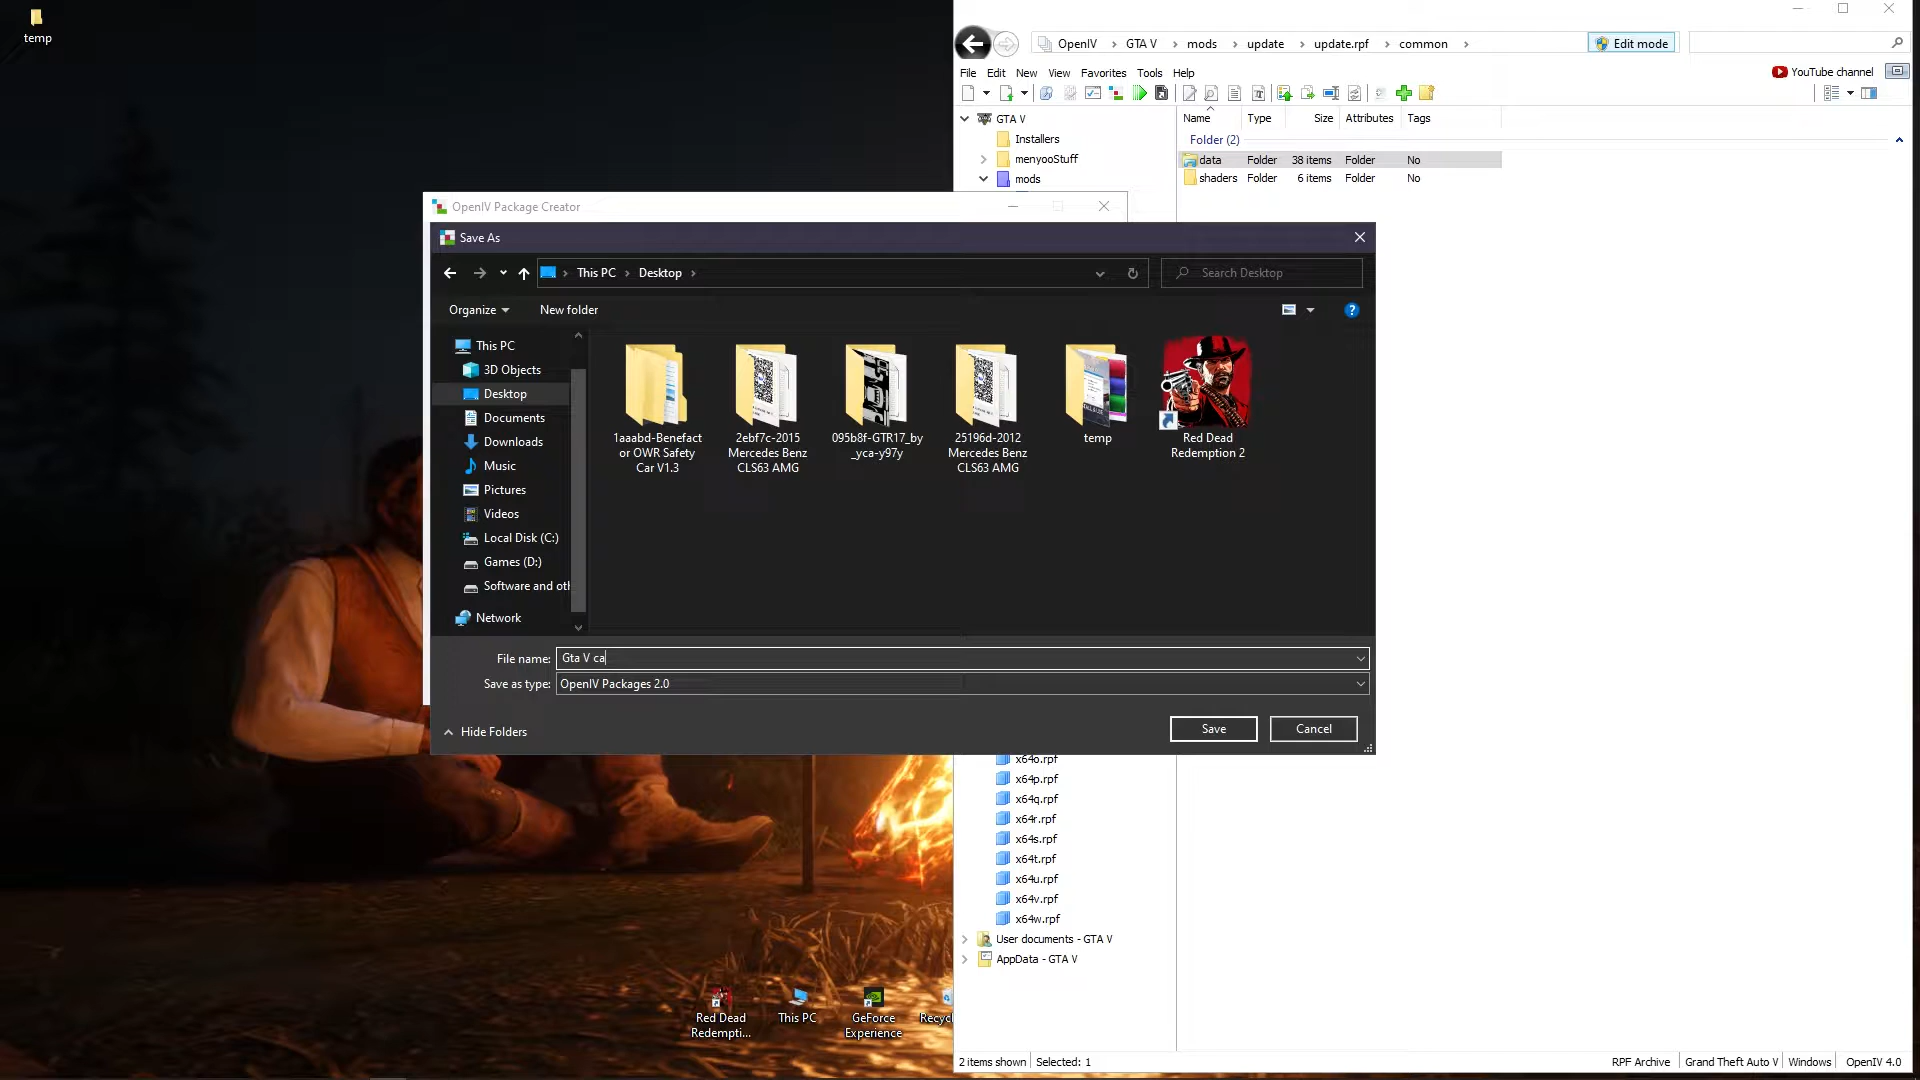 temp
OpenIV
GTA V
mods
update
update.rpf
common
Edit mode
File
Edit
New
View
Favorites
Tools
Help
YouTube channel
Name
Type
Size
Attributes
Tags
Folder (2)
data
Folder
38 items
Folder
No
shaders
Folder
6 items
Folder
No
GTA V
Installers
menyooStuff
mods
OpenIV Package Creator
Save As
This PC
Desktop
Search Desktop
Organize
New folder
This PC
3D Objects
Desktop
Documents
Downloads
Music
Pictures
Videos
Local Disk (C:)
Games (D:)
Software and oth
Network
1aaabd-Benefact
or OWR Safety
Car V1.3
2ebf7c-2015
Mercedes Benz
CLS63 AMG
095b8f-GTR17_by
_yca-y97y
25196d-2012
Mercedes Benz
CLS63 AMG
temp
Red Dead
Redemption 2
File name:
Gta V ca
Save as type:
OpenIV Packages 2.0
Hide Folders
Save
Cancel
x64o.rpf
x64p.rpf
x64q.rpf
x64r.rpf
x64s.rpf
x64t.rpf
x64u.rpf
x64v.rpf
x64w.rpf
User documents - GTA V
AppData - GTA V
Red Dead
Redempti...
This PC
GeForce
Experience
Recycl
2 items shown
Selected: 1
RPF Archive
Grand Theft Auto V
Windows
OpenIV 4.0